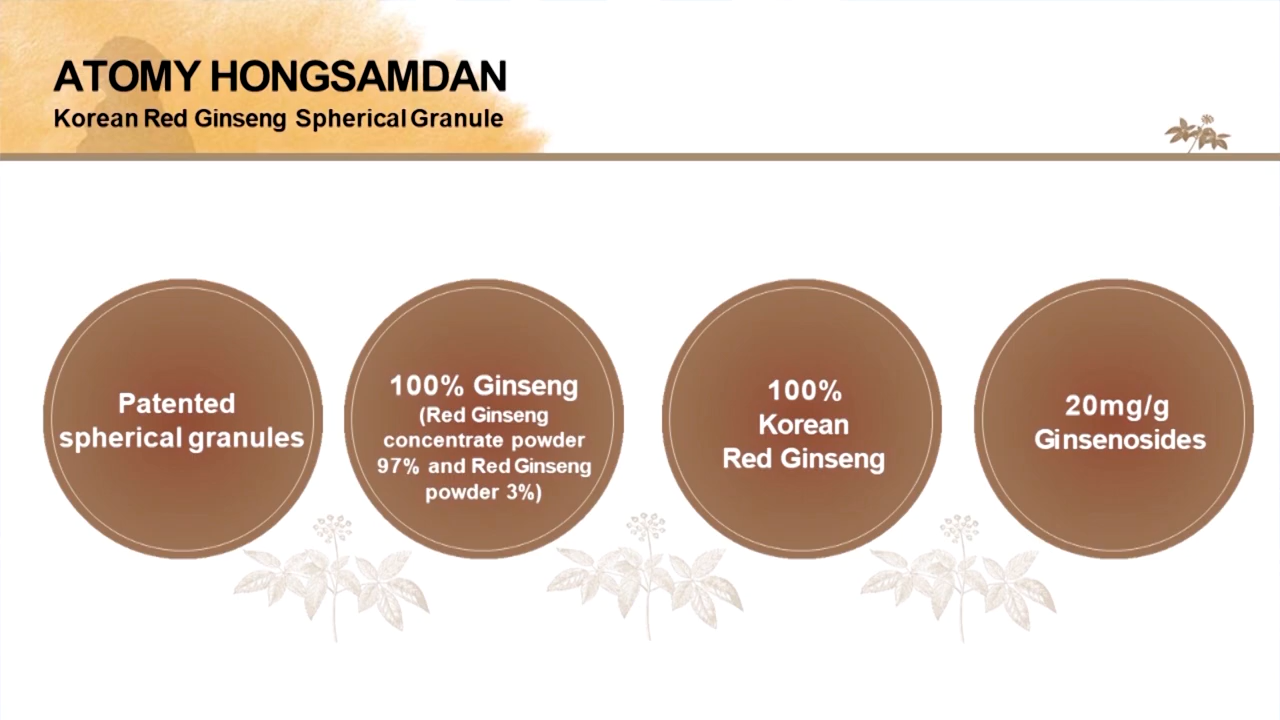 ATOMY HONGSAMDAN
Korean Red Ginseng Spherical Granule
Patented
spherical granules
100% Ginseng
(Red Ginseng
concentrate powder
97% and Red Ginseng
powder 3%)
100%
Korean
Red Ginseng
20mg/g
Ginsenosides